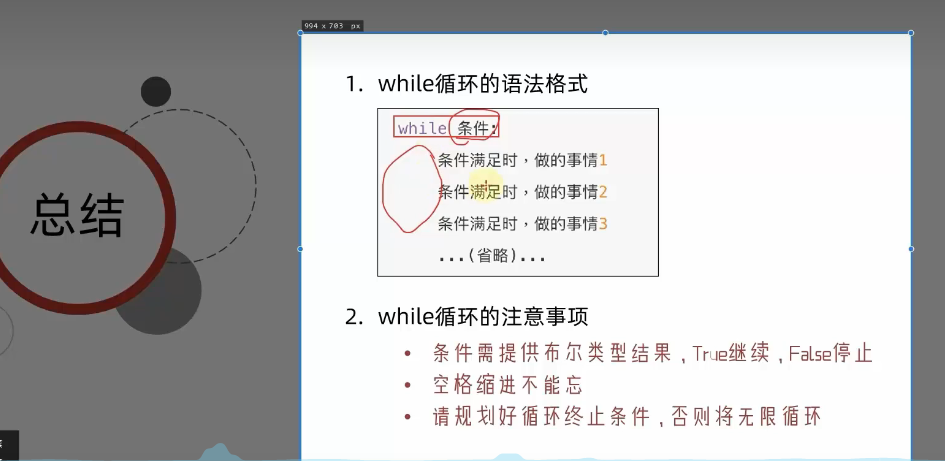 994 x 703 px
总结
1. while循环的语法格式
while 条件:
条件满足时，做的事情1
条件满足时，做的事情2
条件满足时，做的事情3
...(省略)...
2. while循环的注意事项
• 条件需提供布尔类型结果，True继续，False停止
• 空格缩进不能忘
• 请规划好循环终止条件，否则将无限循环